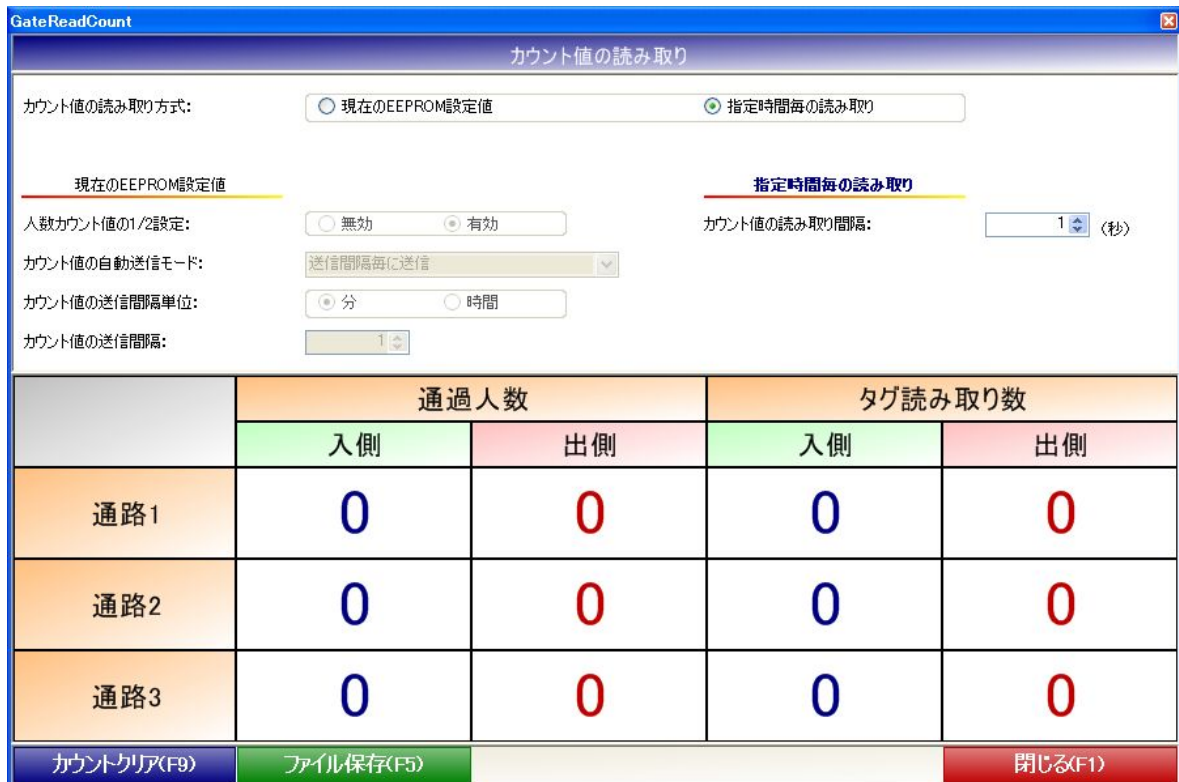 GateReadCount
カウント値の読み取り
カウント値の読み取り方式: 現在のEEPROM設定値 指定時間毎の読み取り
現在のEEPROM設定値 指定時間毎の読み取り
人数カウント値の1/2設定: 無効 有効 カウント値の読み取り間隔: 1 (秒)
カウント値の自動送信モード: 送信間隔毎に送信
カウント値の送信間隔単位: 分 時間
カウント値の送信間隔: 1
通過人数 タグ読み取り数
入側 出側 入側 出側
通路1 0 0 0 0
通路2 0 0 0 0
通路3 0 0 0 0
カウントクリア(F9) ファイル保存(F5) 閉じる(F1)